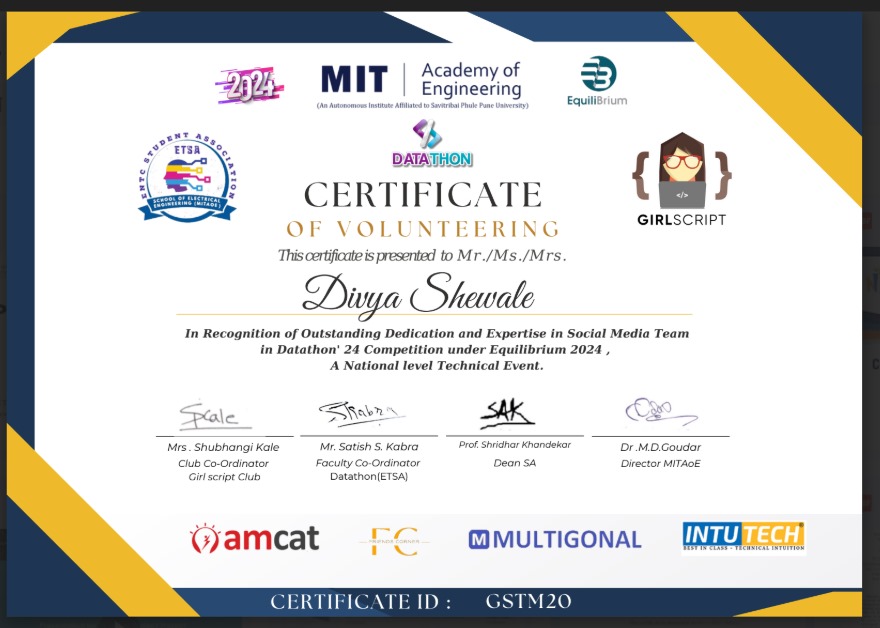 2024
MIT | Academy of Engineering
(An Autonomous Institute Affiliated to Savitribai Phule Pune University)
EquiliBrium
ENTC STUDENT ASSOCIATION
ETSA
SCHOOL OF ELECTRICAL
ENGINEERING (MITAOE)
DATATHON
</>
GIRLSCRIPT
CERTIFICATE
OF VOLUNTEERING
This certificate is presented to Mr./Ms./Mrs.
Divya Shewale
In Recognition of Outstanding Dedication and Expertise in Social Media Team
in Datathon' 24 Competition under Equilibrium 2024 ,
A National level Technical Event.
Skale
SKabra
SAK
Mrs . Shubhangi Kale
Club Co-Ordinator
Girl script Club
Mr. Satish S. Kabra
Faculty Co-Ordinator
Datathon(ETSA)
Prof. Shridhar Khandekar
Dean SA
Dr .M.D.Goudar
Director MITAoE
amcat
FC
FRIENDS CORNER
M MULTIGONAL
INTUTECH
BEST IN CLASS - TECHNICAL INTUITION
CERTIFICATE ID : GSTM20